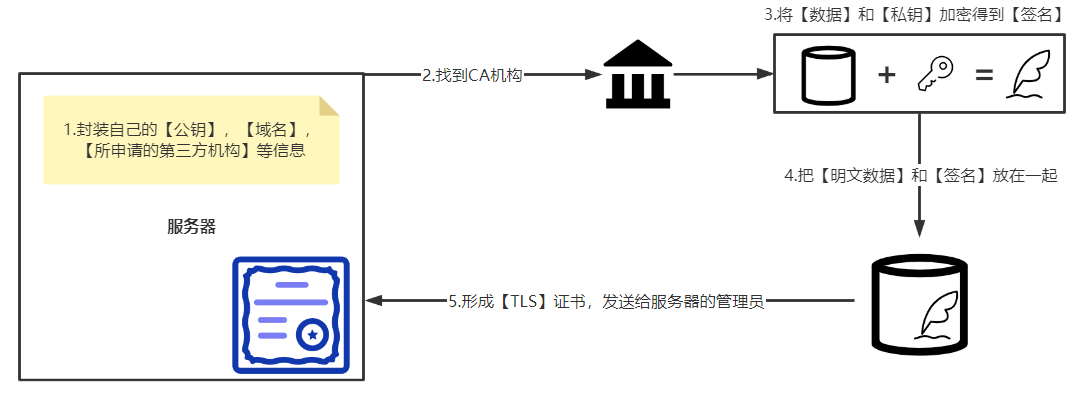 3.将【数据】和【私钥】加密得到【签名】
2.找到CA机构
1.封装自己的【公钥】，【域名】，
【所申请的第三方机构】等信息
4.把【明文数据】和【签名】放在一起
服务器
5.形成【TLS】证书，发送给服务器的管理员